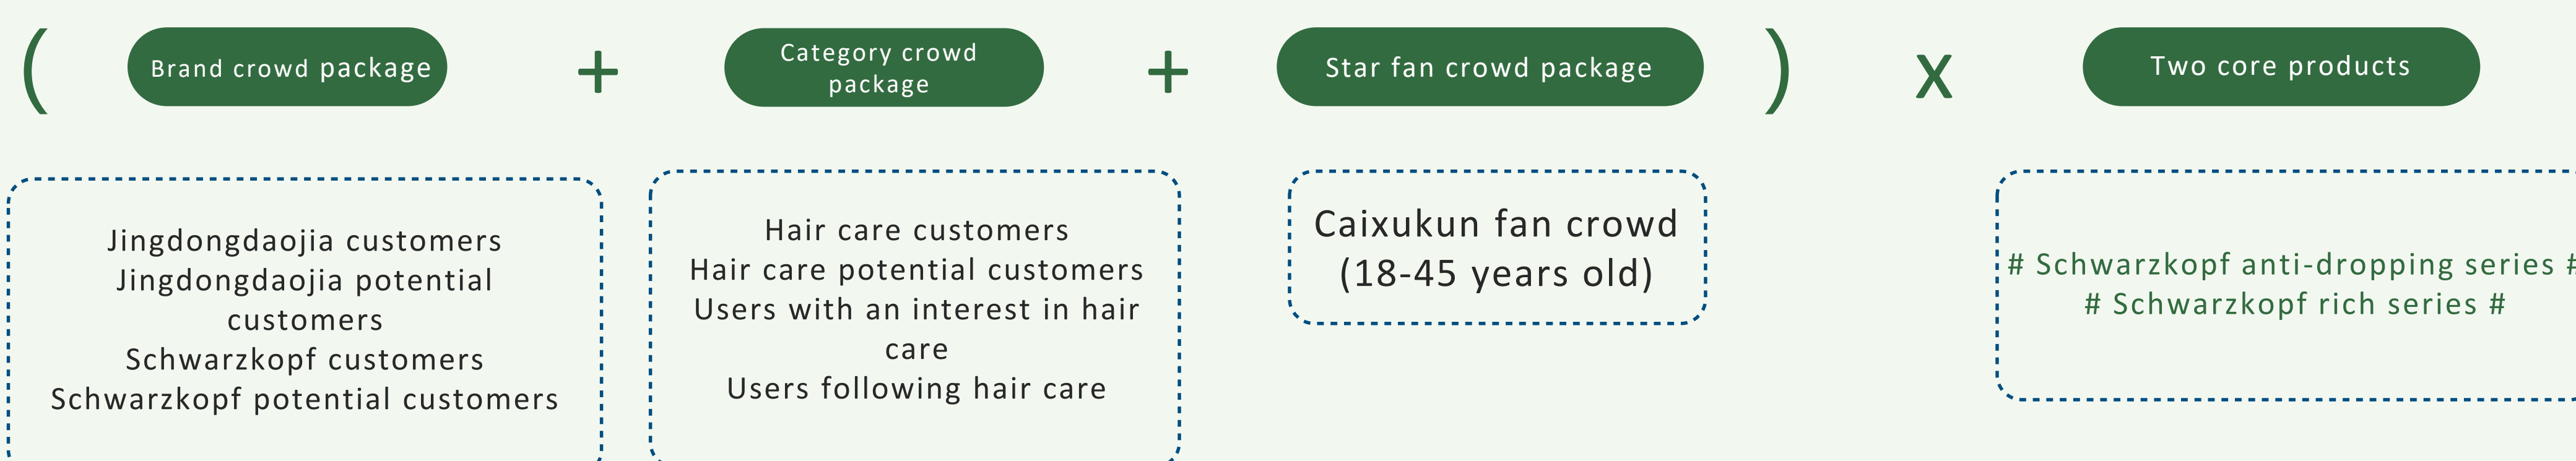 ( Brand crowd package + Category crowd package + Star fan crowd package ) x Two core products
Jingdongdaojia customers
Jingdongdaojia potential
customers
Schwarzkopf customers
Schwarzkopf potential customers
Hair care customers
Hair care potential customers
Users with an interest in hair
care
Users following hair care
Caixukun fan crowd
(18-45 years old)
# Schwarzkopf anti-dropping series #
# Schwarzkopf rich series #